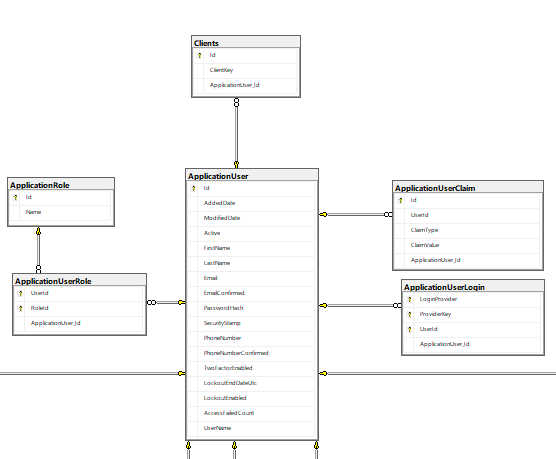 Clients
Id
ClientKey
ApplicationUser_Id
ApplicationRole
Id
Name
ApplicationUserRole
UserId
RoleId
ApplicationUser_Id
ApplicationUser
Id
AddedDate
ModifiedDate
Active
FirstName
LastName
Email
EmailConfirmed
PasswordHash
SecurityStamp
PhoneNumber
PhoneNumberConfirmed
TwoFactorEnabled
LockoutEndDateUtc
LockoutEnabled
AccessFailedCount
UserName
ApplicationUserClaim
Id
UserId
ClaimType
ClaimValue
ApplicationUser_Id
ApplicationUserLogin
LoginProvider
ProviderKey
UserId
ApplicationUser_Id